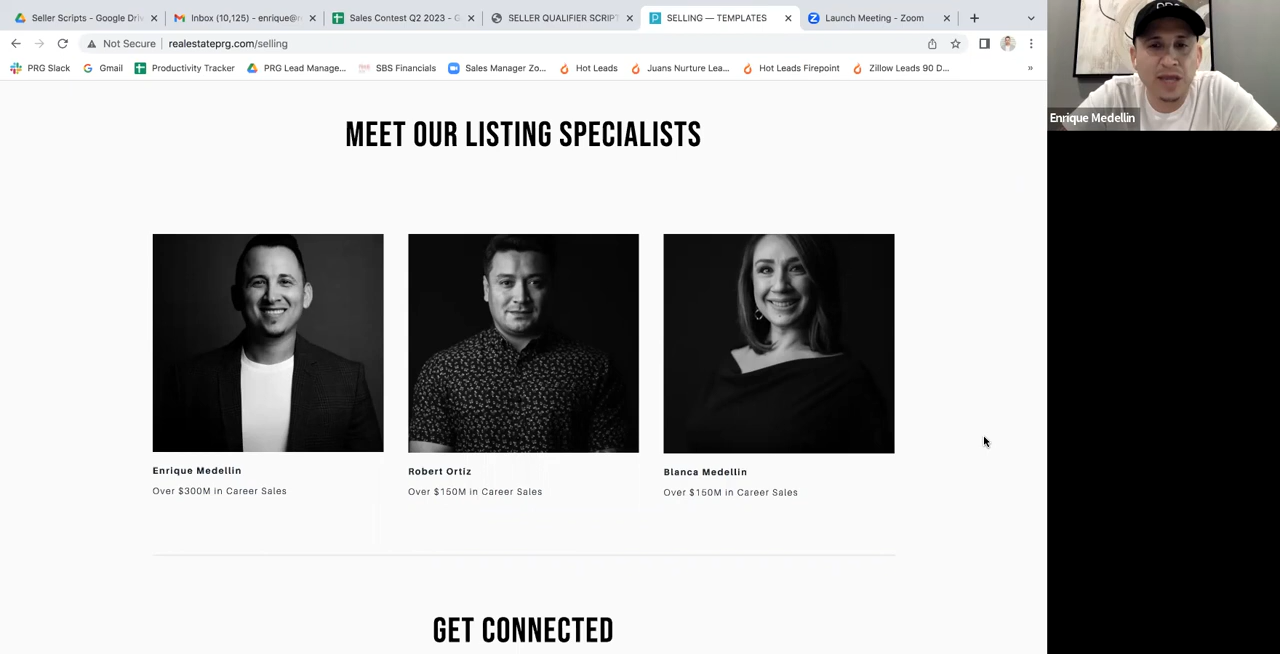 Seller Scripts - Google Driv
Inbox (10,125) - enrique@r
Sales Contest Q2 2023 - G
SELLER QUALIFIER SCRIPT
SELLING — TEMPLATES
Launch Meeting - Zoom
Not Secure
realestateprg.com/selling
PRG Slack
Gmail
Productivity Tracker
PRG Lead Manage...
SBS Financials
Sales Manager Zo...
Hot Leads
Juans Nurture Lea...
Hot Leads Firepoint
Zillow Leads 90 D...
»
Enrique Medellin
MEET OUR LISTING SPECIALISTS
Enrique Medellin
Over $300M in Career Sales
Robert Ortiz
Over $150M in Career Sales
Blanca Medellin
Over $150M in Career Sales
GET CONNECTED